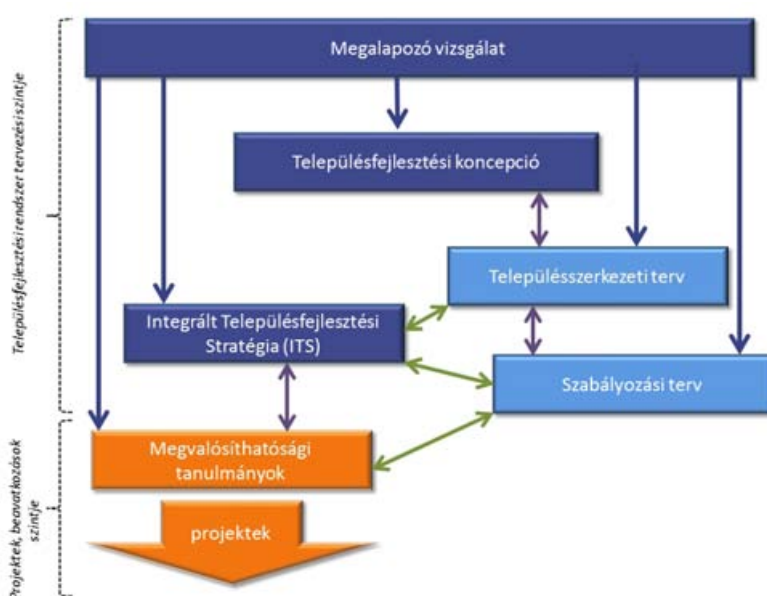 Megalapozó vizsgálat
Településfejlesztési koncepció
Településszerkezeti terv
Integrált Településfejlesztési
Stratégia (ITS)
Szabályozási terv
Megvalósíthatósági
tanulmányok
projektek
Településfejlesztési rendszer tervezési szintje
Projektek, beavatkozások
szintje